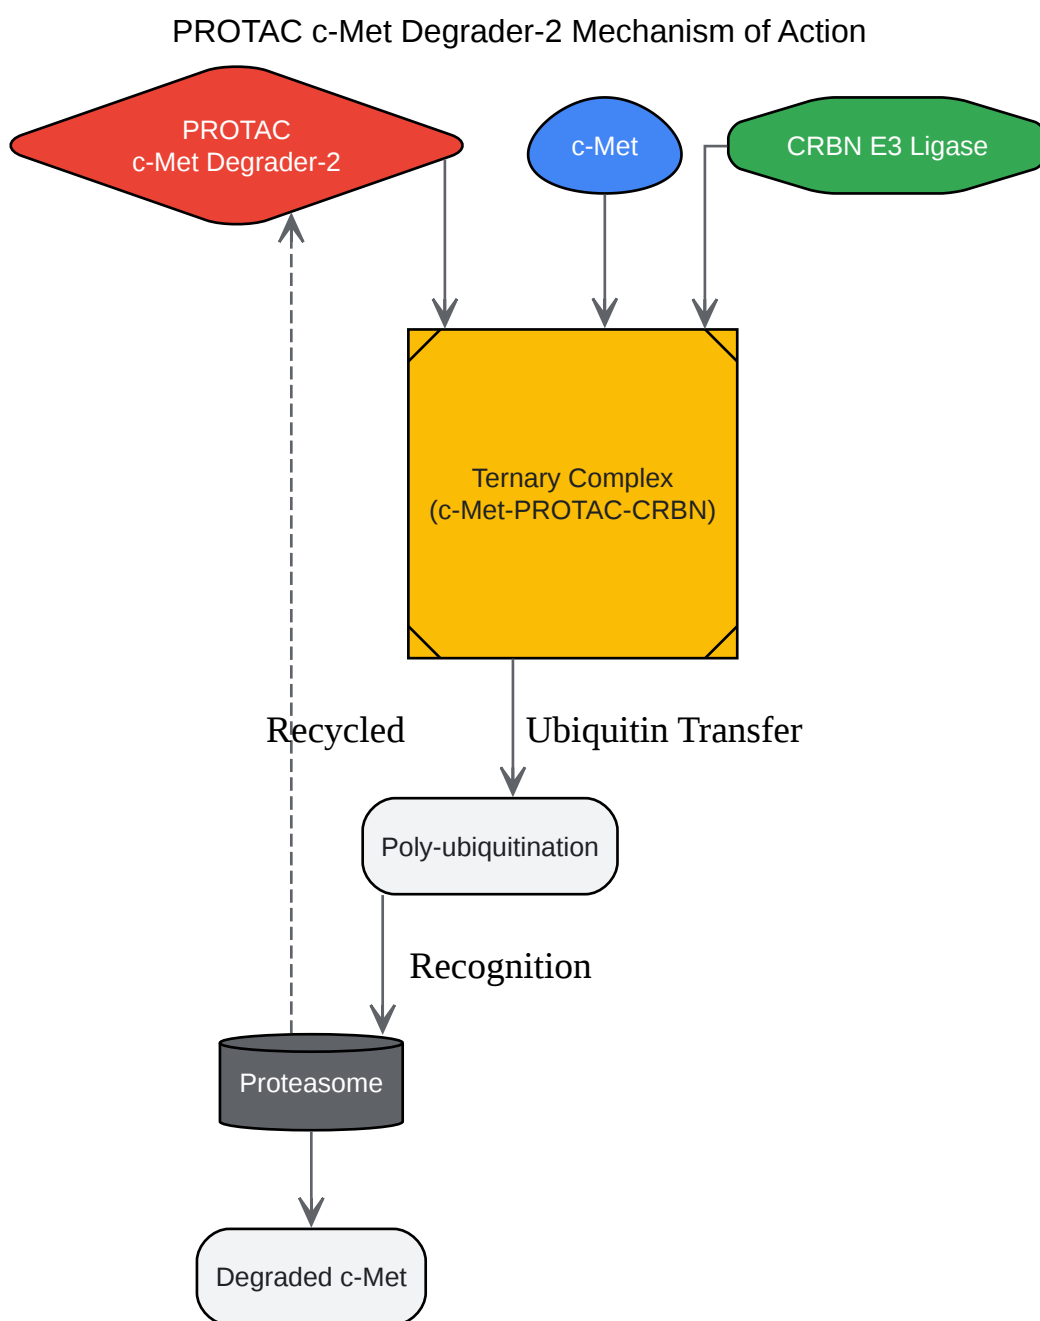 PROTAC c-Met Degrader-2 Mechanism of Action
PROTAC
c-Met Degrader-2
c-Met
CRBN E3 Ligase
Ternary Complex
(c-Met-PROTAC-CRBN)
Recycled
Ubiquitin Transfer
Poly-ubiquitination
Recognition
Proteasome
Degraded c-Met